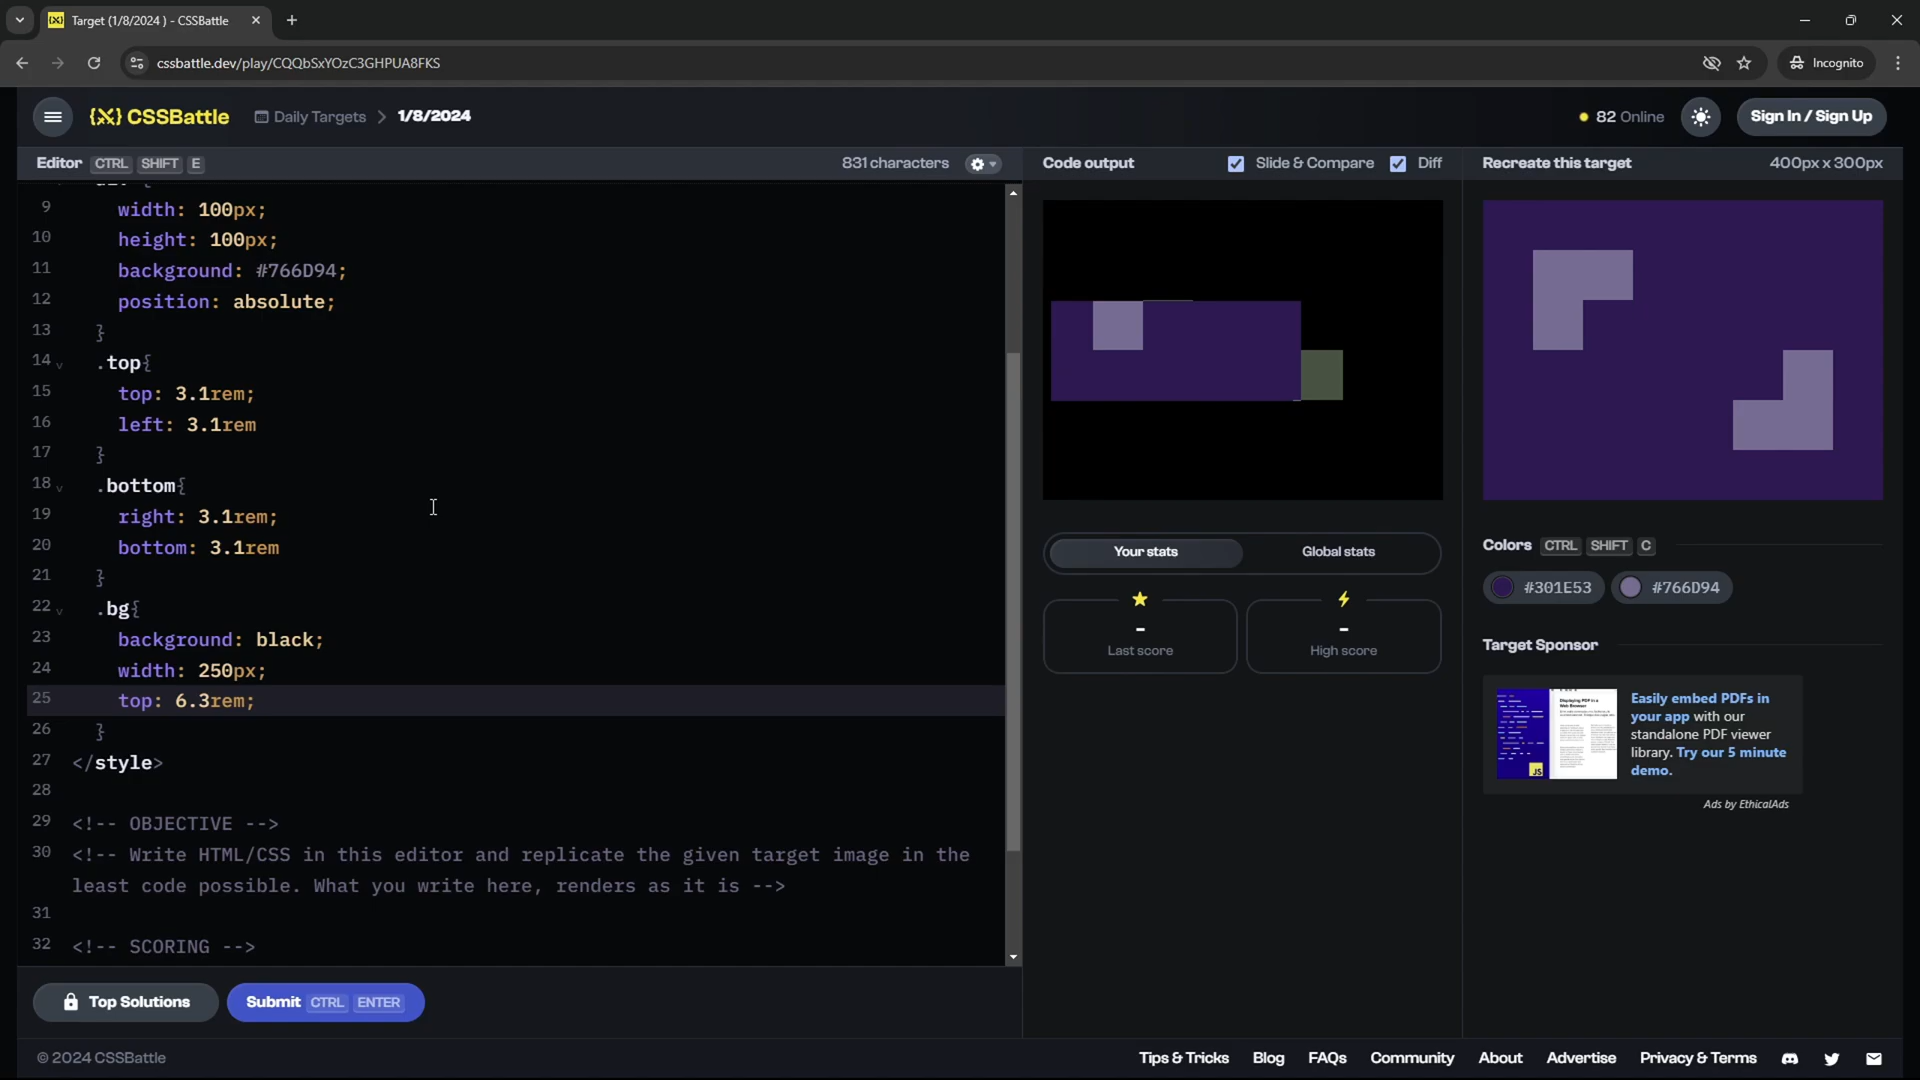 Target (1/8/2024 ) - CSSBattle
cssbattle.dev/play/CQQbSxYOzC3GHPUA8FKS
Incognito
{X} CSSBattle
Daily Targets > 1/8/2024
82 Online
Sign In / Sign Up
Editor CTRL SHIFT E
831 characters
9 width: 100px;
10 height: 100px;
11 background: #766D94;
12 position: absolute;
13 }
14 .top{
15 top: 3.1rem;
16 left: 3.1rem
17 }
18 .bottom{
19 right: 3.1rem;
20 bottom: 3.1rem
21 }
22 .bg{
23 background: black;
24 width: 250px;
25 top: 6.3rem;
26 }
27 </style>
28
29 <!-- OBJECTIVE -->
30 <!-- Write HTML/CSS in this editor and replicate the given target image in the
least code possible. What you write here, renders as it is -->
31
32 <!-- SCORING -->
Top Solutions
Submit CTRL ENTER
Code output
Slide & Compare
Diff
Your stats
Global stats
-
Last score
-
High score
Recreate this target
400px x 300px
Colors CTRL SHIFT C
#301E53
#766D94
Target Sponsor
JS
Easily embed PDFs in
your app with our
standalone PDF viewer
library. Try our 5 minute
demo.
Ads by EthicalAds
© 2024 CSSBattle
Tips & Tricks
Blog
FAQs
Community
About
Advertise
Privacy & Terms